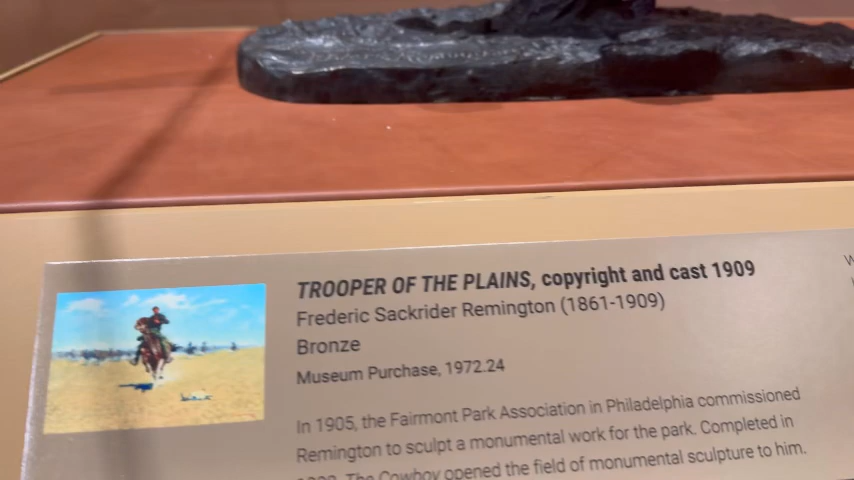 TROOPER OF THE PLAINS, copyright and cast 1909
Frederic Sackrider Remington (1861-1909)
Bronze
Museum Purchase, 1972.24
In 1905, the Fairmont Park Association in Philadelphia commissioned
Remington to sculpt a monumental work for the park. Completed in
The Cowboy opened the field of monumental sculpture to him.